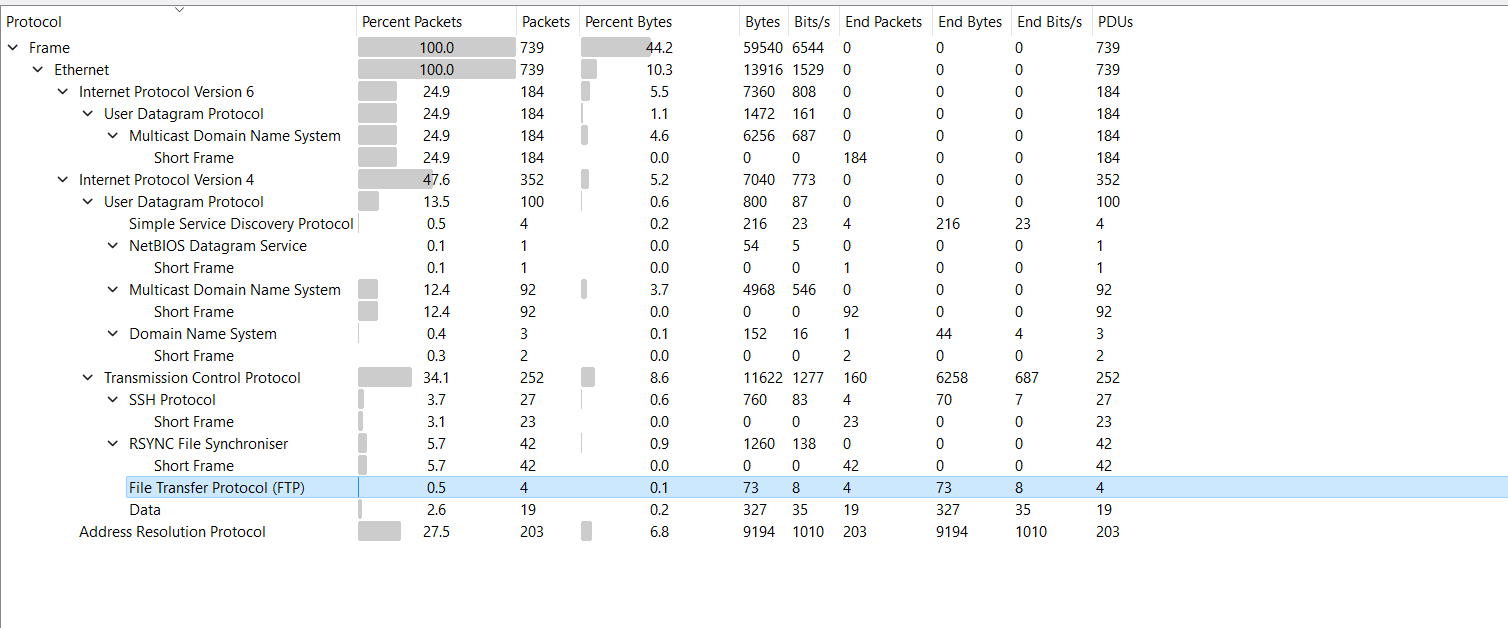 Protocol Percent Packets Packets Percent Bytes Bytes Bits/s End Packets End Bytes End Bits/s PDUs
Frame 100.0 739 44.2 59540 6544 0 0 0 739
Ethernet 100.0 739 10.3 13916 1529 0 0 0 739
Internet Protocol Version 6 24.9 184 5.5 7360 808 0 0 0 184
User Datagram Protocol 24.9 184 1.1 1472 161 0 0 0 184
Multicast Domain Name System 24.9 184 4.6 6256 687 0 0 0 184
Short Frame 24.9 184 0.0 0 0 184 0 0 184
Internet Protocol Version 4 47.6 352 5.2 7040 773 0 0 0 352
User Datagram Protocol 13.5 100 0.6 800 87 0 0 0 100
Simple Service Discovery Protocol 0.5 4 0.2 216 23 4 216 23 4
NetBIOS Datagram Service 0.1 1 0.0 54 5 0 0 0 1
Short Frame 0.1 1 0.0 0 0 1 0 0 1
Multicast Domain Name System 12.4 92 3.7 4968 546 0 0 0 92
Short Frame 12.4 92 0.0 0 0 92 0 0 92
Domain Name System 0.4 3 0.1 152 16 1 44 4 3
Short Frame 0.3 2 0.0 0 0 2 0 0 2
Transmission Control Protocol 34.1 252 8.6 11622 1277 160 6258 687 252
SSH Protocol 3.7 27 0.6 760 83 4 70 7 27
Short Frame 3.1 23 0.0 0 0 23 0 0 23
RSYNC File Synchroniser 5.7 42 0.9 1260 138 0 0 0 42
Short Frame 5.7 42 0.0 0 0 42 0 0 42
File Transfer Protocol (FTP) 0.5 4 0.1 73 8 4 73 8 4
Data 2.6 19 0.2 327 35 19 327 35 19
Address Resolution Protocol 27.5 203 6.8 9194 1010 203 9194 1010 203